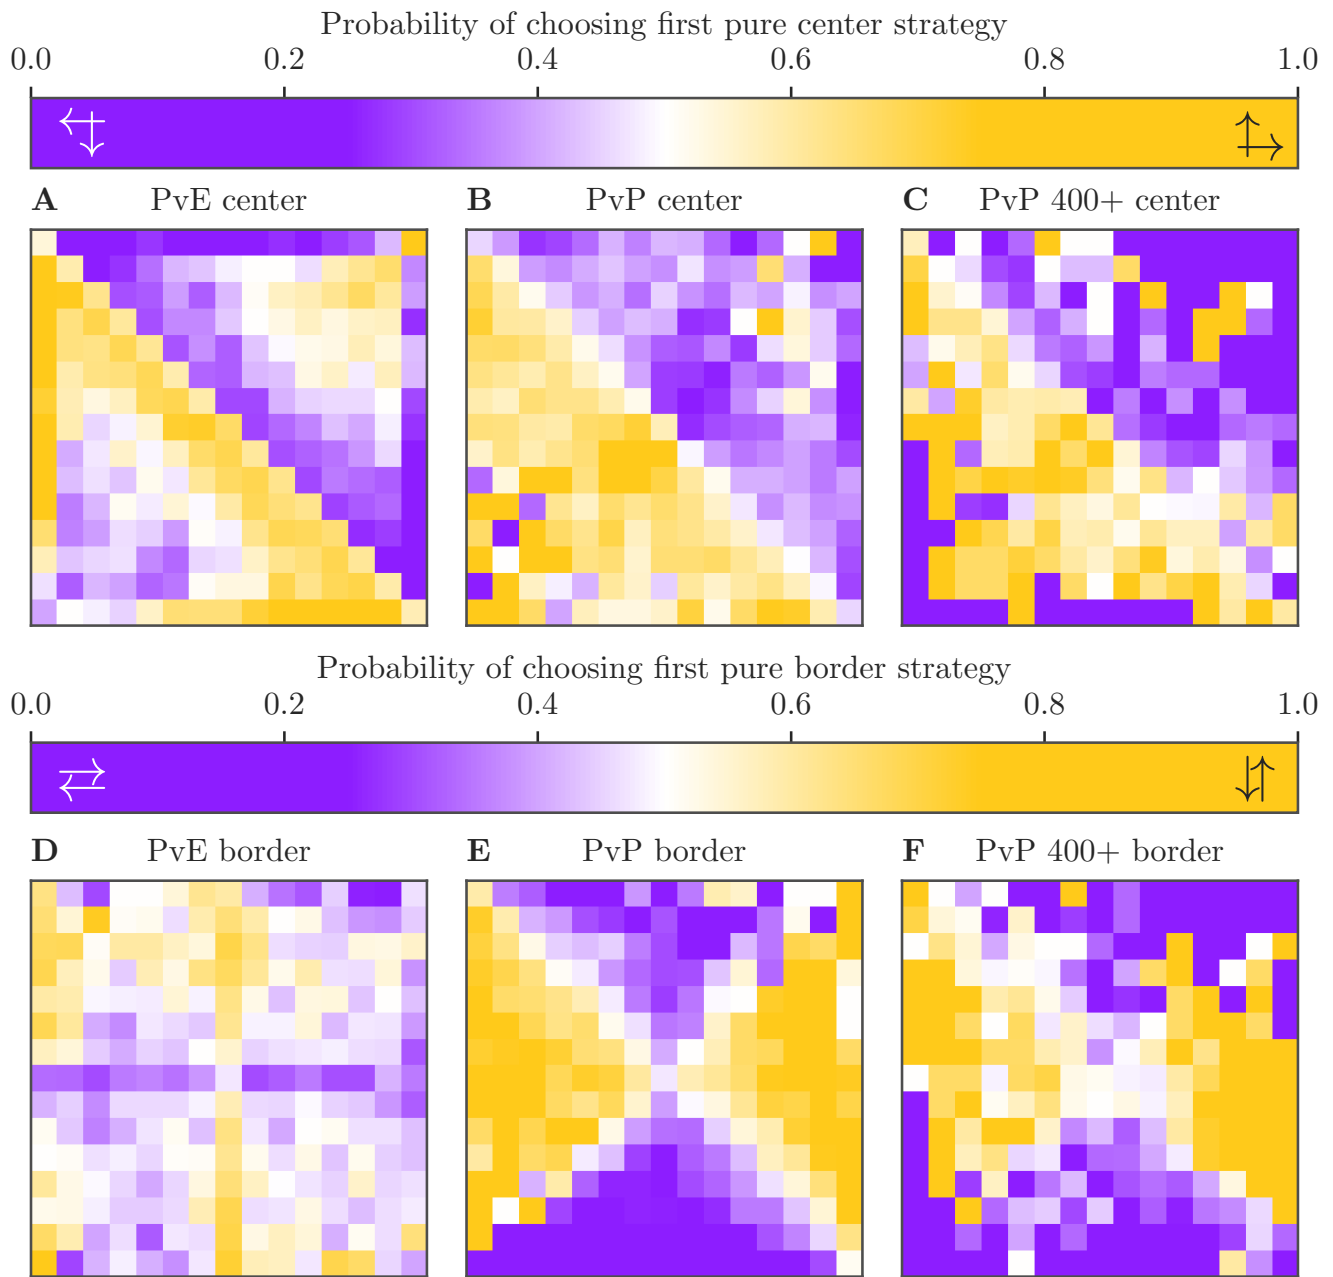 Probability of choosing first pure center strategy
0.0 0.2 0.4 0.6 0.8 1.0
A PvE center B PvP center C PvP 400+ center
Probability of choosing first pure border strategy
0.0 0.2 0.4 0.6 0.8 1.0
D PvE border E PvP border F PvP 400+ border